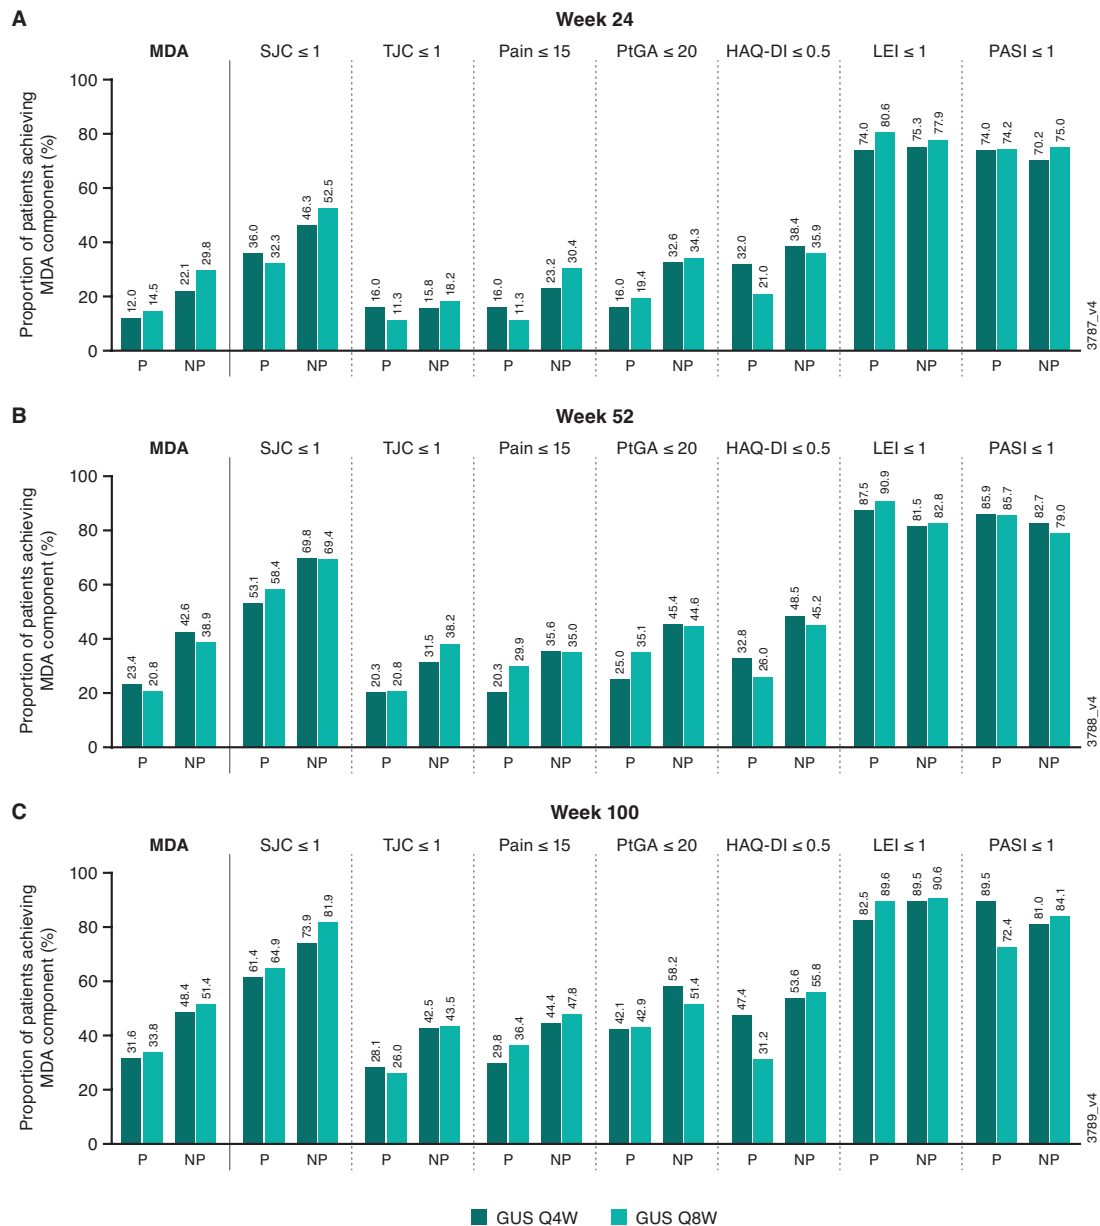 A
Week 24
MDA SJC ≤ 1 TJC ≤ 1 Pain ≤ 15 PtGA ≤ 20 HAQ-DI ≤ 0.5 LEI ≤ 1 PASI ≤ 1
Proportion of patients achieving
MDA component (%)
100
80
60
40
20
0
12.0 14.5 22.1 29.8 36.0 32.3 46.3 52.5 16.0 11.3 15.8 18.2 16.0 11.3 23.2 30.4 16.0 19.4 32.6 34.3 32.0 21.0 38.4 35.9 74.0 80.6 75.3 77.9 74.0 74.2 70.2 75.0
P NP P NP P NP P NP P NP P NP P NP P NP
3787_v4
B
Week 52
MDA SJC ≤ 1 TJC ≤ 1 Pain ≤ 15 PtGA ≤ 20 HAQ-DI ≤ 0.5 LEI ≤ 1 PASI ≤ 1
Proportion of patients achieving
MDA component (%)
100
80
60
40
20
0
23.4 20.8 42.6 38.9 53.1 58.4 69.8 69.4 20.3 20.8 31.5 38.2 20.3 29.9 35.6 35.0 25.0 35.1 45.4 44.6 32.8 26.0 48.5 45.2 87.5 90.9 81.5 82.8 85.9 85.7 82.7 79.0
P NP P NP P NP P NP P NP P NP P NP P NP
3788_v4
C
Week 100
MDA SJC ≤ 1 TJC ≤ 1 Pain ≤ 15 PtGA ≤ 20 HAQ-DI ≤ 0.5 LEI ≤ 1 PASI ≤ 1
Proportion of patients achieving
MDA component (%)
100
80
60
40
20
0
31.6 33.8 48.4 51.4 61.4 64.9 73.9 81.9 28.1 26.0 42.5 43.5 29.8 36.4 44.4 47.8 42.1 42.9 58.2 51.4 47.4 31.2 53.6 55.8 82.5 89.6 89.5 90.6 89.5 72.4 81.0 84.1
P NP P NP P NP P NP P NP P NP P NP P NP
3789_v4
GUS Q4W GUS Q8W